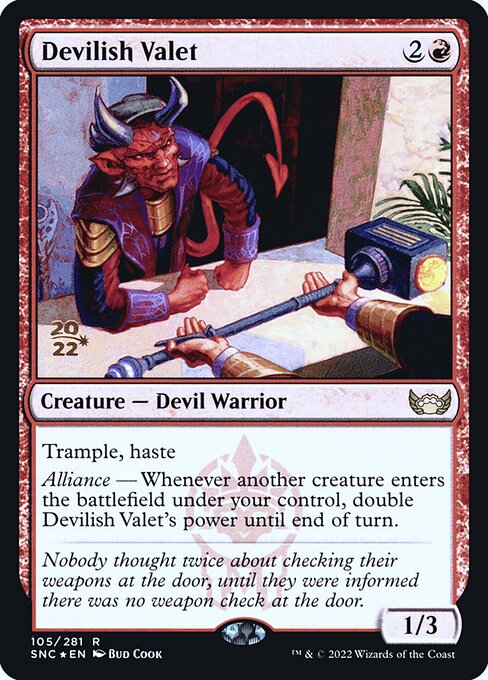 Devilish Valet 2
20
22
Creature — Devil Warrior
Trample, haste
Alliance — Whenever another creature enters
the battlefield under your control, double
Devilish Valet's power until end of turn.
Nobody thought twice about checking their
weapons at the door, until they were informed
there was no weapon check at the door.
1/3
105/281 R
SNC ★ EN Bud Cook
™ & © 2022 Wizards of the Coast